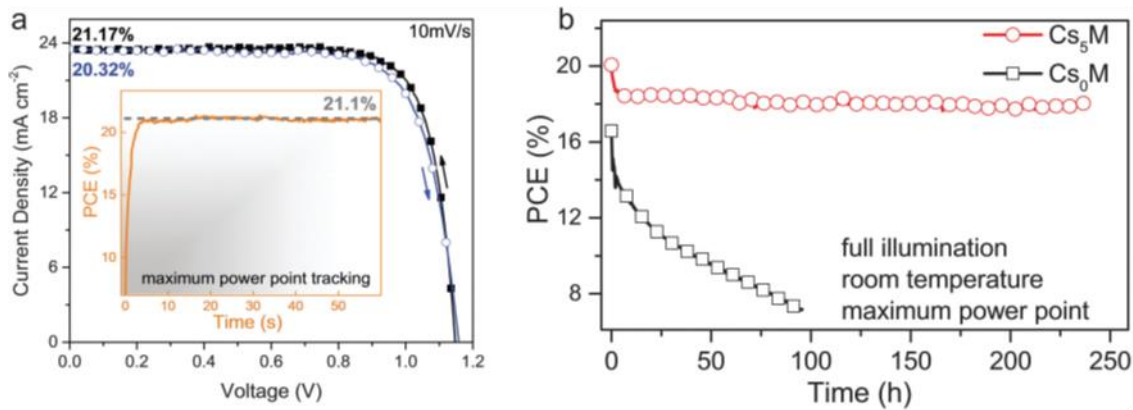 a
21.17%
20.32%
10mV/s
24
18
12
6
0
Current Density (mA cm⁻²)
0.0 0.2 0.4 0.6 0.8 1.0 1.2
Voltage (V)
21.1%
20
15
10
PCE (%)
maximum power point tracking
0 10 20 30 40 50
Time (s)
b
Cs₅M
Cs₀M
20
16
12
8
PCE (%)
full illumination
room temperature
maximum power point
0 50 100 150 200 250
Time (h)